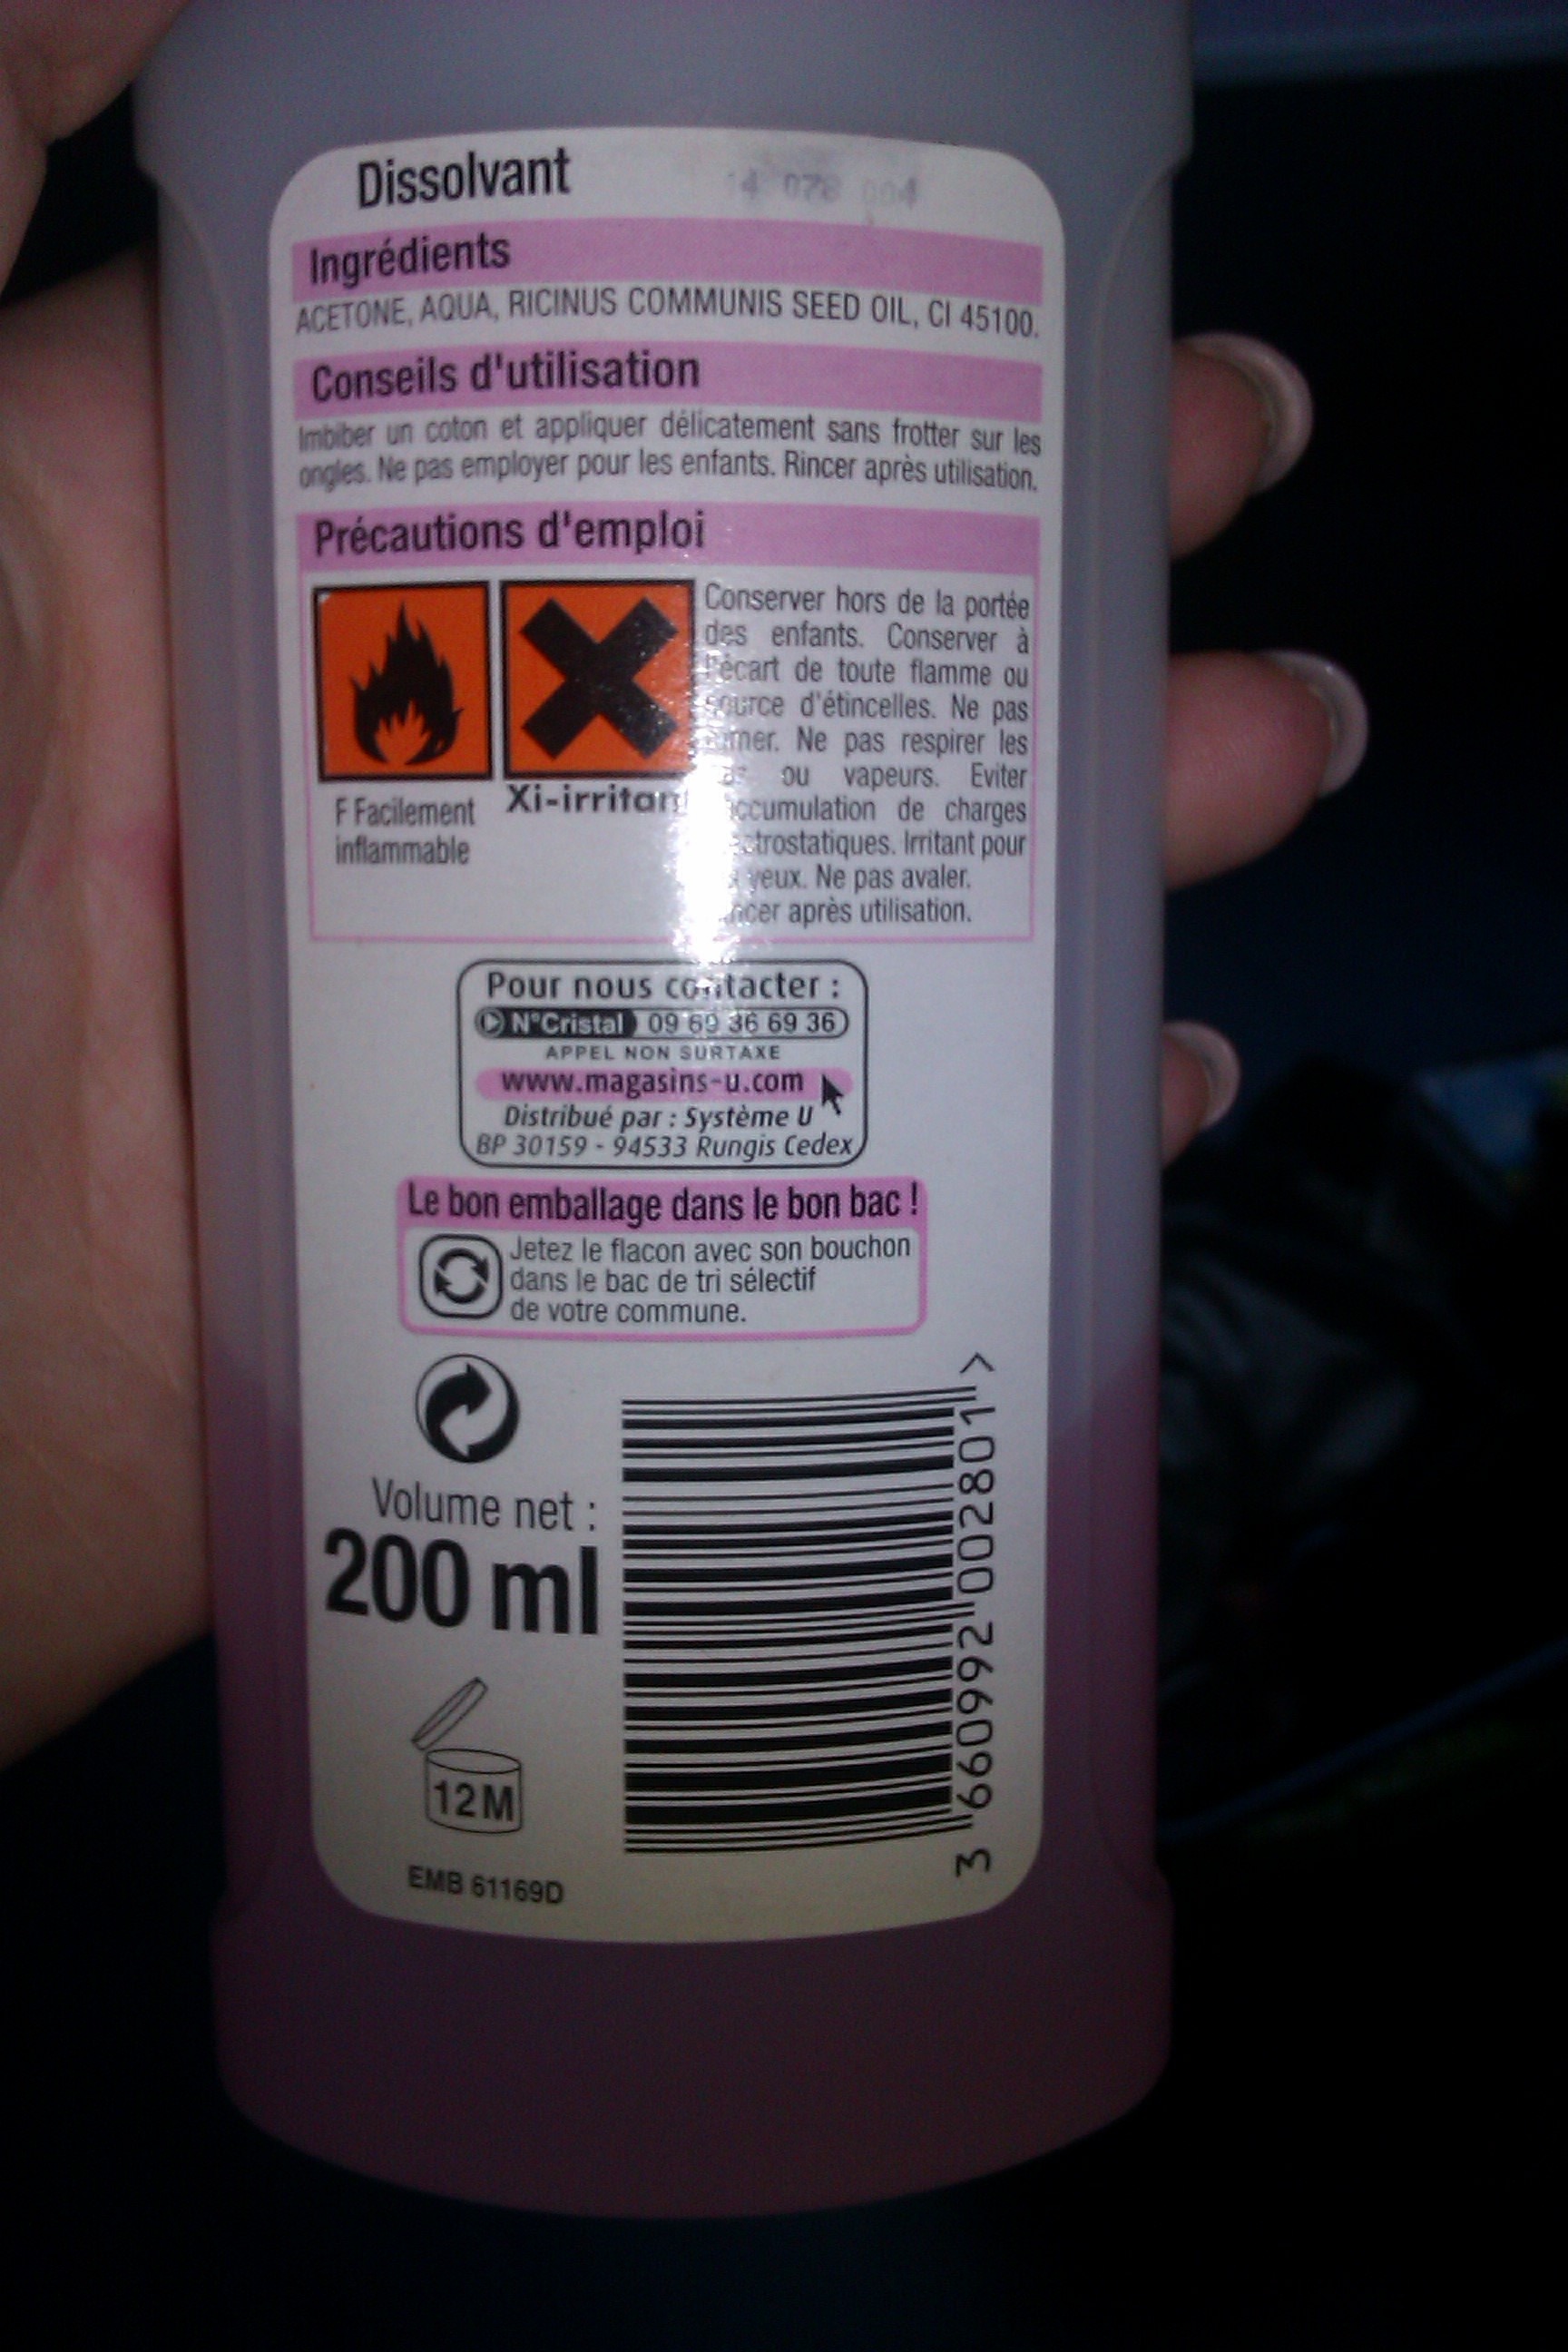 Dissolvant
Ingrédients
ACETONE, AQUA, RICINUS COMMUNIS SEED OIL, CI 45100.
Conseils d'utilisation
Imbiber un coton et appliquer délicatement sans frotter sur les
ongles. Ne pas employer pour les enfants. Rincer après utilisation.
Précautions d'emploi
F Facilement
inflammable
Xi-irritant
Conserver hors de la portée
des enfants. Conserver à
l'écart de toute flamme ou
source d'étincelles. Ne pas
fumer. Ne pas respirer les
ou vapeurs. Eviter
accumulation de charges
électrostatiques. Irritant pour
yeux. Ne pas avaler.
Rincer après utilisation.
Pour nous contacter :
N°Cristal 09 69 36 69 36
APPEL NON SURTAXE
www.magasins-u.com
Distribué par : Système U
BP 30159 - 94533 Rungis Cedex
Le bon emballage dans le bon bac !
Jetez le flacon avec son bouchon
dans le bac de tri sélectif
de votre commune.
Volume net :
200 ml
12M
EMB 61169D
3 660992 002801 >